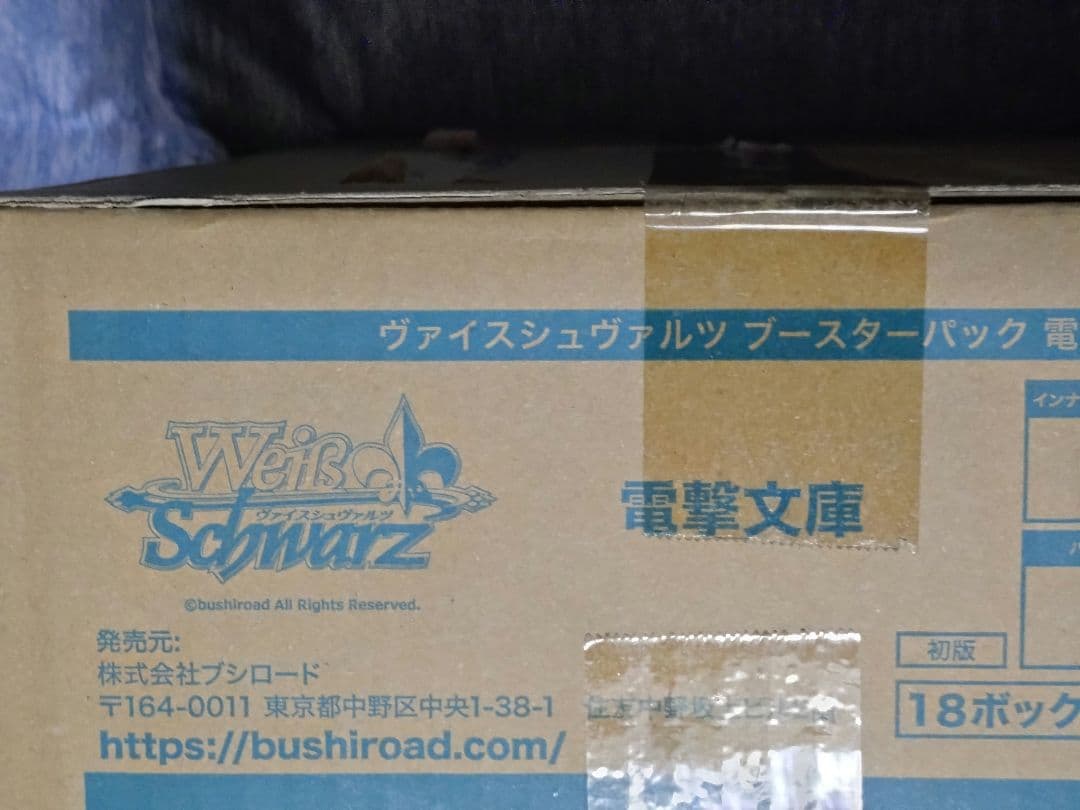 ヴァイスシュヴァルツ ブースターパック 電
インナ
Weiß
ヴァイスシュヴァルツ
Schwarz
電撃文庫
©bushiroad All Rights Reserved.
発売元:
株式会社ブシロード
〒164-0011 東京都中野区中央1-38-1
https://bushiroad.com/
初版
18ボック